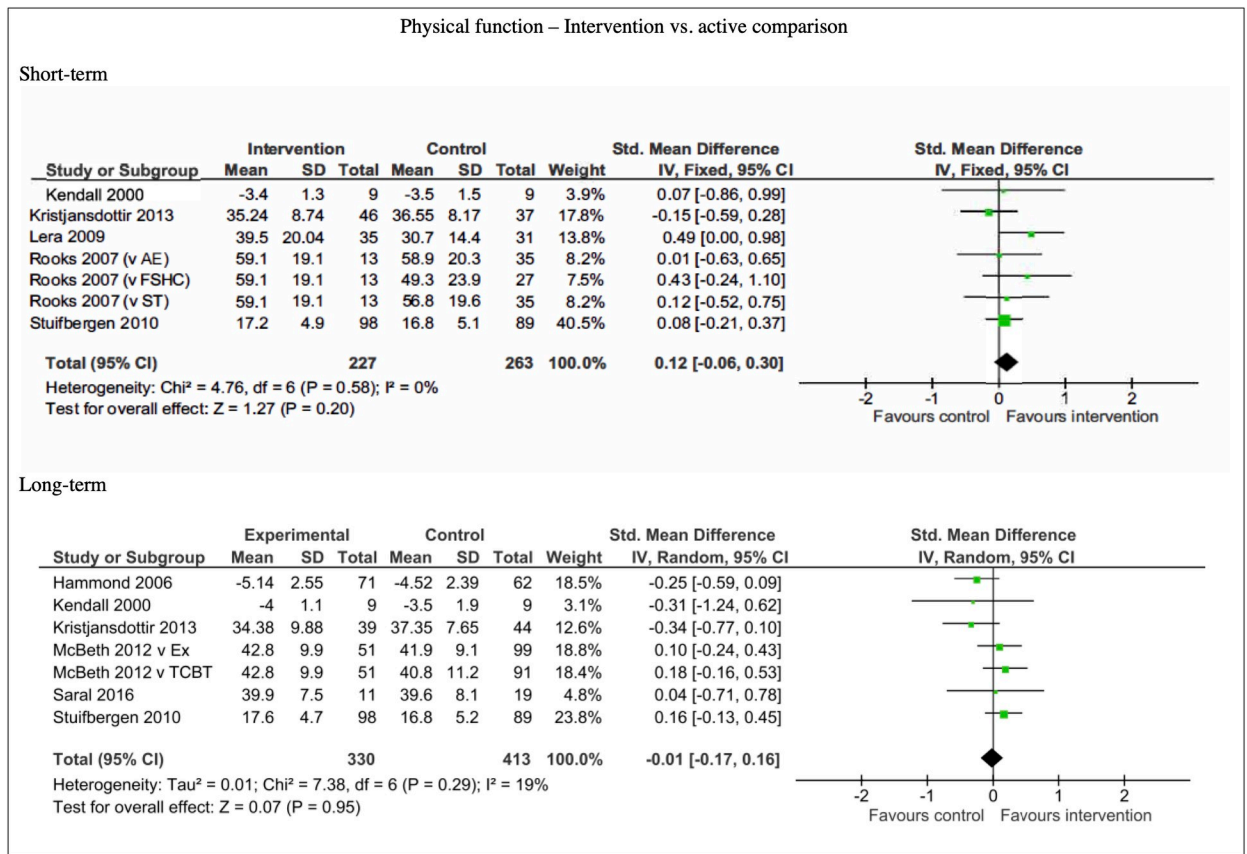 Physical function – Intervention vs. active comparison
Short-term
Intervention Control Std. Mean Difference Std. Mean Difference
Study or Subgroup Mean SD Total Mean SD Total Weight IV, Fixed, 95% CI IV, Fixed, 95% CI
Kendall 2000 -3.4 1.3 9 -3.5 1.5 9 3.9% 0.07 [-0.86, 0.99]
Kristjansdottir 2013 35.24 8.74 46 36.55 8.17 37 17.8% -0.15 [-0.59, 0.28]
Lera 2009 39.5 20.04 35 30.7 14.4 31 13.8% 0.49 [0.00, 0.98]
Rooks 2007 (v AE) 59.1 19.1 13 58.9 20.3 35 8.2% 0.01 [-0.63, 0.65]
Rooks 2007 (v FSHC) 59.1 19.1 13 49.3 23.9 27 7.5% 0.43 [-0.24, 1.10]
Rooks 2007 (v ST) 59.1 19.1 13 56.8 19.6 35 8.2% 0.12 [-0.52, 0.75]
Stuifbergen 2010 17.2 4.9 98 16.8 5.1 89 40.5% 0.08 [-0.21, 0.37]
Total (95% CI) 227 263 100.0% 0.12 [-0.06, 0.30]
Heterogeneity: Chi² = 4.76, df = 6 (P = 0.58); I² = 0%
Test for overall effect: Z = 1.27 (P = 0.20)
-2 -1 0 1 2
Favours control Favours intervention
Long-term
Experimental Control Std. Mean Difference Std. Mean Difference
Study or Subgroup Mean SD Total Mean SD Total Weight IV, Random, 95% CI IV, Random, 95% CI
Hammond 2006 -5.14 2.55 71 -4.52 2.39 62 18.5% -0.25 [-0.59, 0.09]
Kendall 2000 -4 1.1 9 -3.5 1.9 9 3.1% -0.31 [-1.24, 0.62]
Kristjansdottir 2013 34.38 9.88 39 37.35 7.65 44 12.6% -0.34 [-0.77, 0.10]
McBeth 2012 v Ex 42.8 9.9 51 41.9 9.1 99 18.8% 0.10 [-0.24, 0.43]
McBeth 2012 v TCBT 42.8 9.9 51 40.8 11.2 91 18.4% 0.18 [-0.16, 0.53]
Saral 2016 39.9 7.5 11 39.6 8.1 19 4.8% 0.04 [-0.71, 0.78]
Stuifbergen 2010 17.6 4.7 98 16.8 5.2 89 23.8% 0.16 [-0.13, 0.45]
Total (95% CI) 330 413 100.0% -0.01 [-0.17, 0.16]
Heterogeneity: Tau² = 0.01; Chi² = 7.38, df = 6 (P = 0.29); I² = 19%
Test for overall effect: Z = 0.07 (P = 0.95)
-2 -1 0 1 2
Favours control Favours intervention